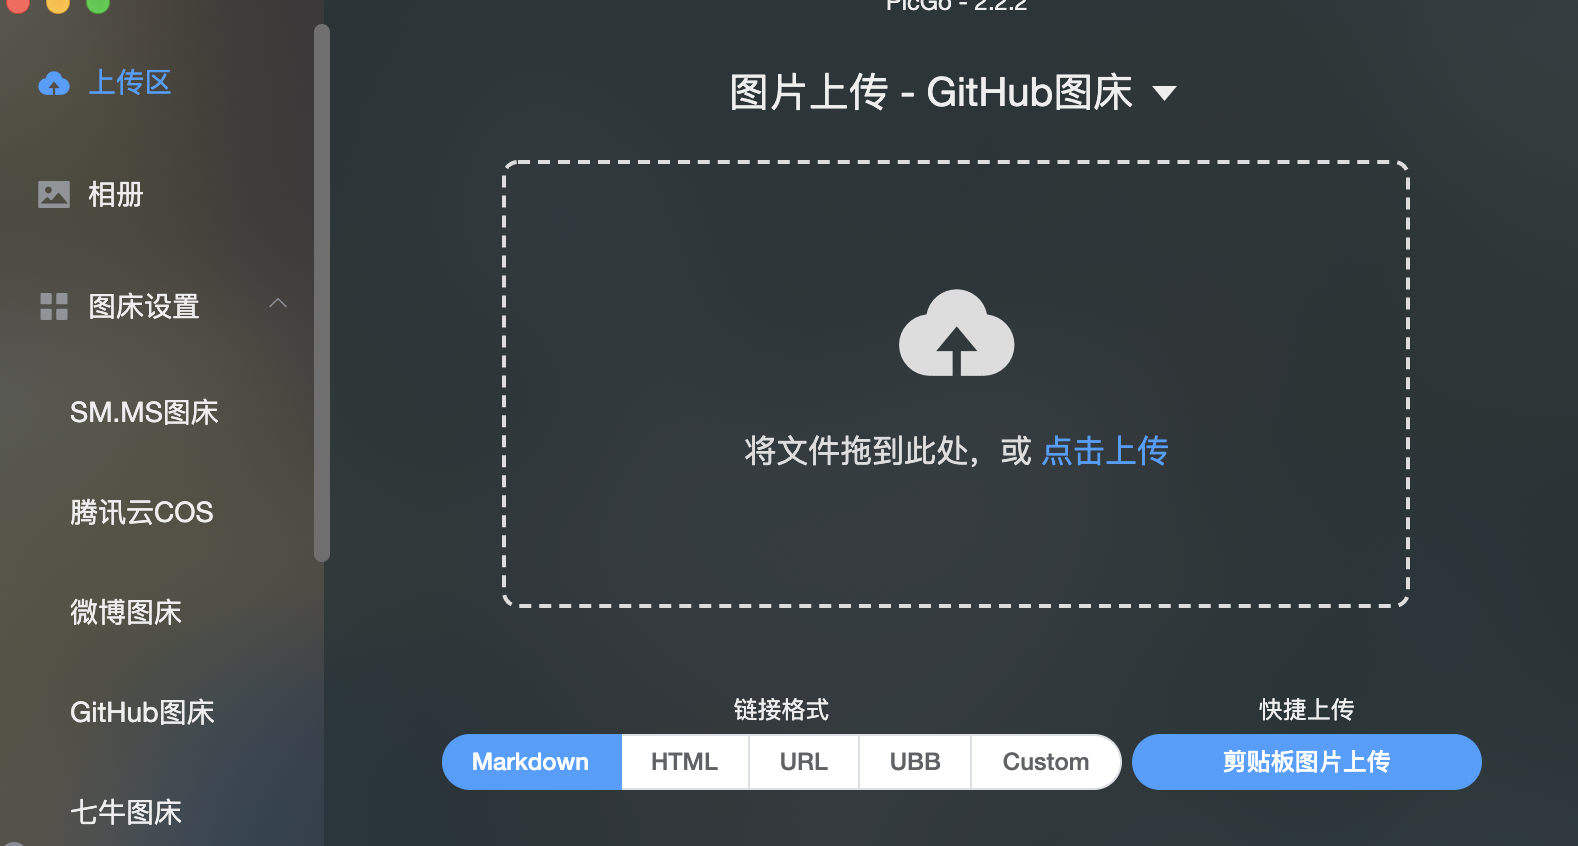 PicGo - 2.2.2
上传区
相册
图床设置
SM.MS图床
腾讯云COS
微博图床
GitHub图床
七牛图床
图片上传 - GitHub图床
将文件拖到此处，或 点击上传
链接格式
Markdown HTML URL UBB Custom
快捷上传
剪贴板图片上传